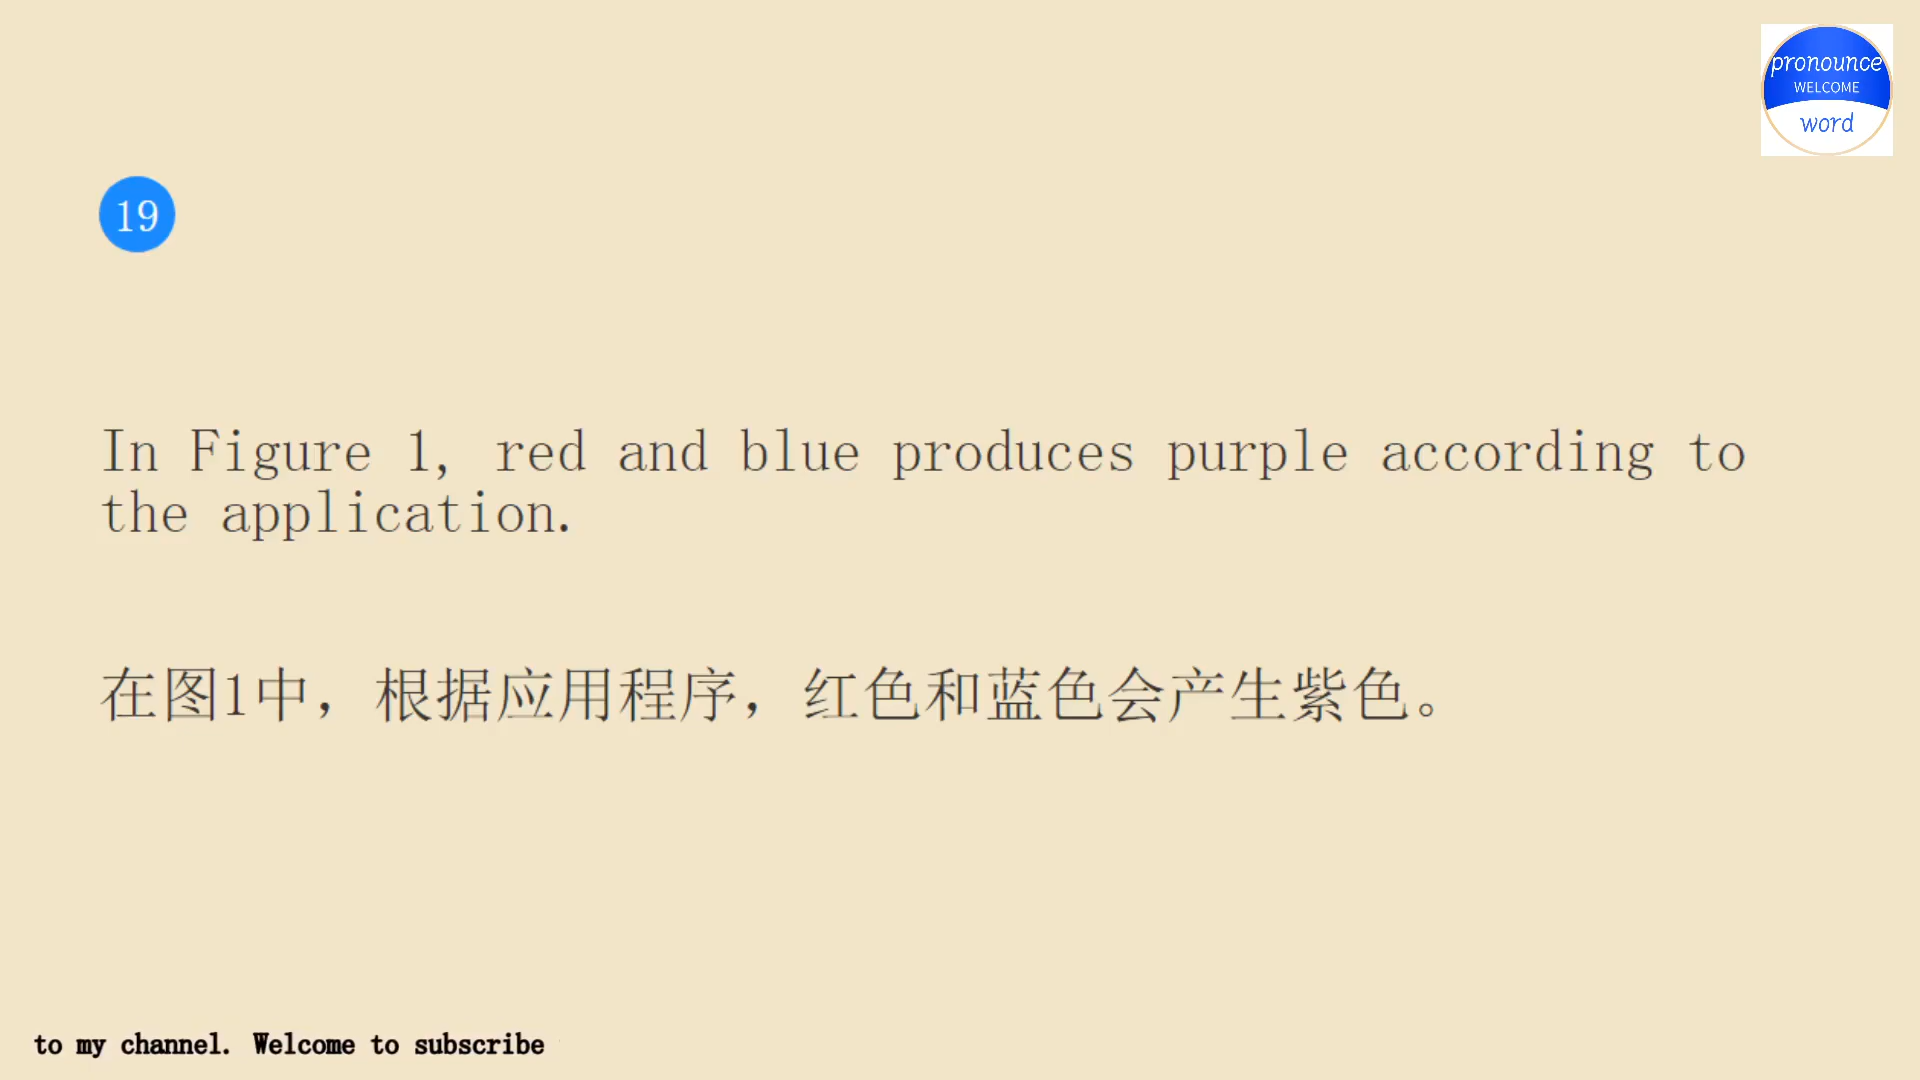 pronounce
WELCOME
word
19
In Figure 1, red and blue produces purple according to
the application.
在图1中，根据应用程序，红色和蓝色会产生紫色。
to my channel. Welcome to subscribe